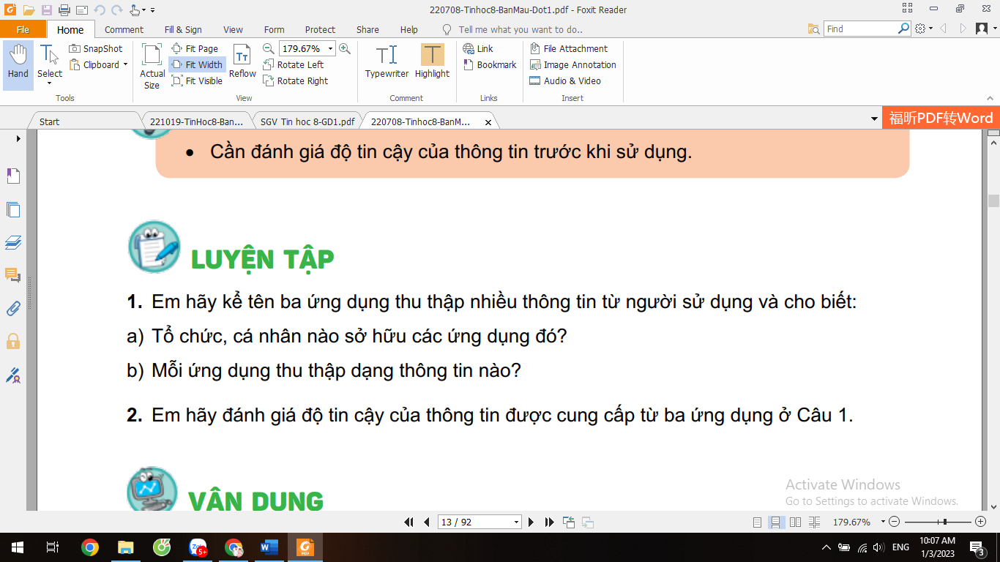 220708-Tinhoc8-BanMau-Dot1.pdf - Foxit Reader
File Home Comment Fill & Sign View Form Protect Share Help Tell me what you want to do.. Find
Hand
Select
SnapShot
Clipboard
Tools
Actual Size
Fit Page
Fit Width
Fit Visible
Reflow
179.67%
Rotate Left
Rotate Right
View
Typewriter
Highlight
Comment
Link
Bookmark
Links
File Attachment
Image Annotation
Audio & Video
Insert
Start 221019-TinHoc8-Ban... SGV Tin hoc 8-GD1.pdf 220708-Tinhoc8-BanM... 福昕PDF转Word
• Cần đánh giá độ tin cậy của thông tin trước khi sử dụng.
LUYỆN TẬP
1. Em hãy kể tên ba ứng dụng thu thập nhiều thông tin từ người sử dụng và cho biết:
a) Tổ chức, cá nhân nào sở hữu các ứng dụng đó?
b) Mỗi ứng dụng thu thập dạng thông tin nào?
2. Em hãy đánh giá độ tin cậy của thông tin được cung cấp từ ba ứng dụng ở Câu 1.
VẬN DỤNG
Activate Windows
Go to Settings to activate Windows.
13 / 92
179.67%
5+
ENG
10:07 AM
1/3/2023
3